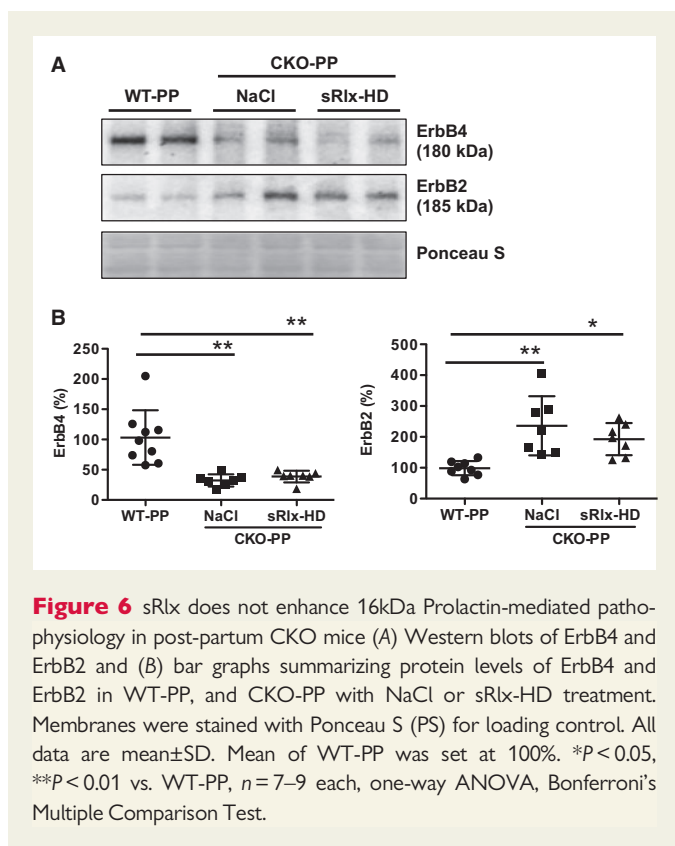 A
CKO-PP
WT-PP NaCl sRlx-HD
ErbB4
(180 kDa)
ErbB2
(185 kDa)
Ponceau S
B
**
**
250
200
150
100
50
0
ErbB4 (%)
WT-PP NaCl sRlx-HD
CKO-PP
*
**
500
400
300
200
100
0
ErbB2 (%)
WT-PP NaCl sRlx-HD
CKO-PP
Figure 6 sRlx does not enhance 16kDa Prolactin-mediated patho-
physiology in post-partum CKO mice (A) Western blots of ErbB4 and
ErbB2 and (B) bar graphs summarizing protein levels of ErbB4 and
ErbB2 in WT-PP, and CKO-PP with NaCl or sRlx-HD treatment.
Membranes were stained with Ponceau S (PS) for loading control. All
data are mean±SD. Mean of WT-PP was set at 100%. *P < 0.05,
**P < 0.01 vs. WT-PP, n = 7–9 each, one-way ANOVA, Bonferroni's
Multiple Comparison Test.